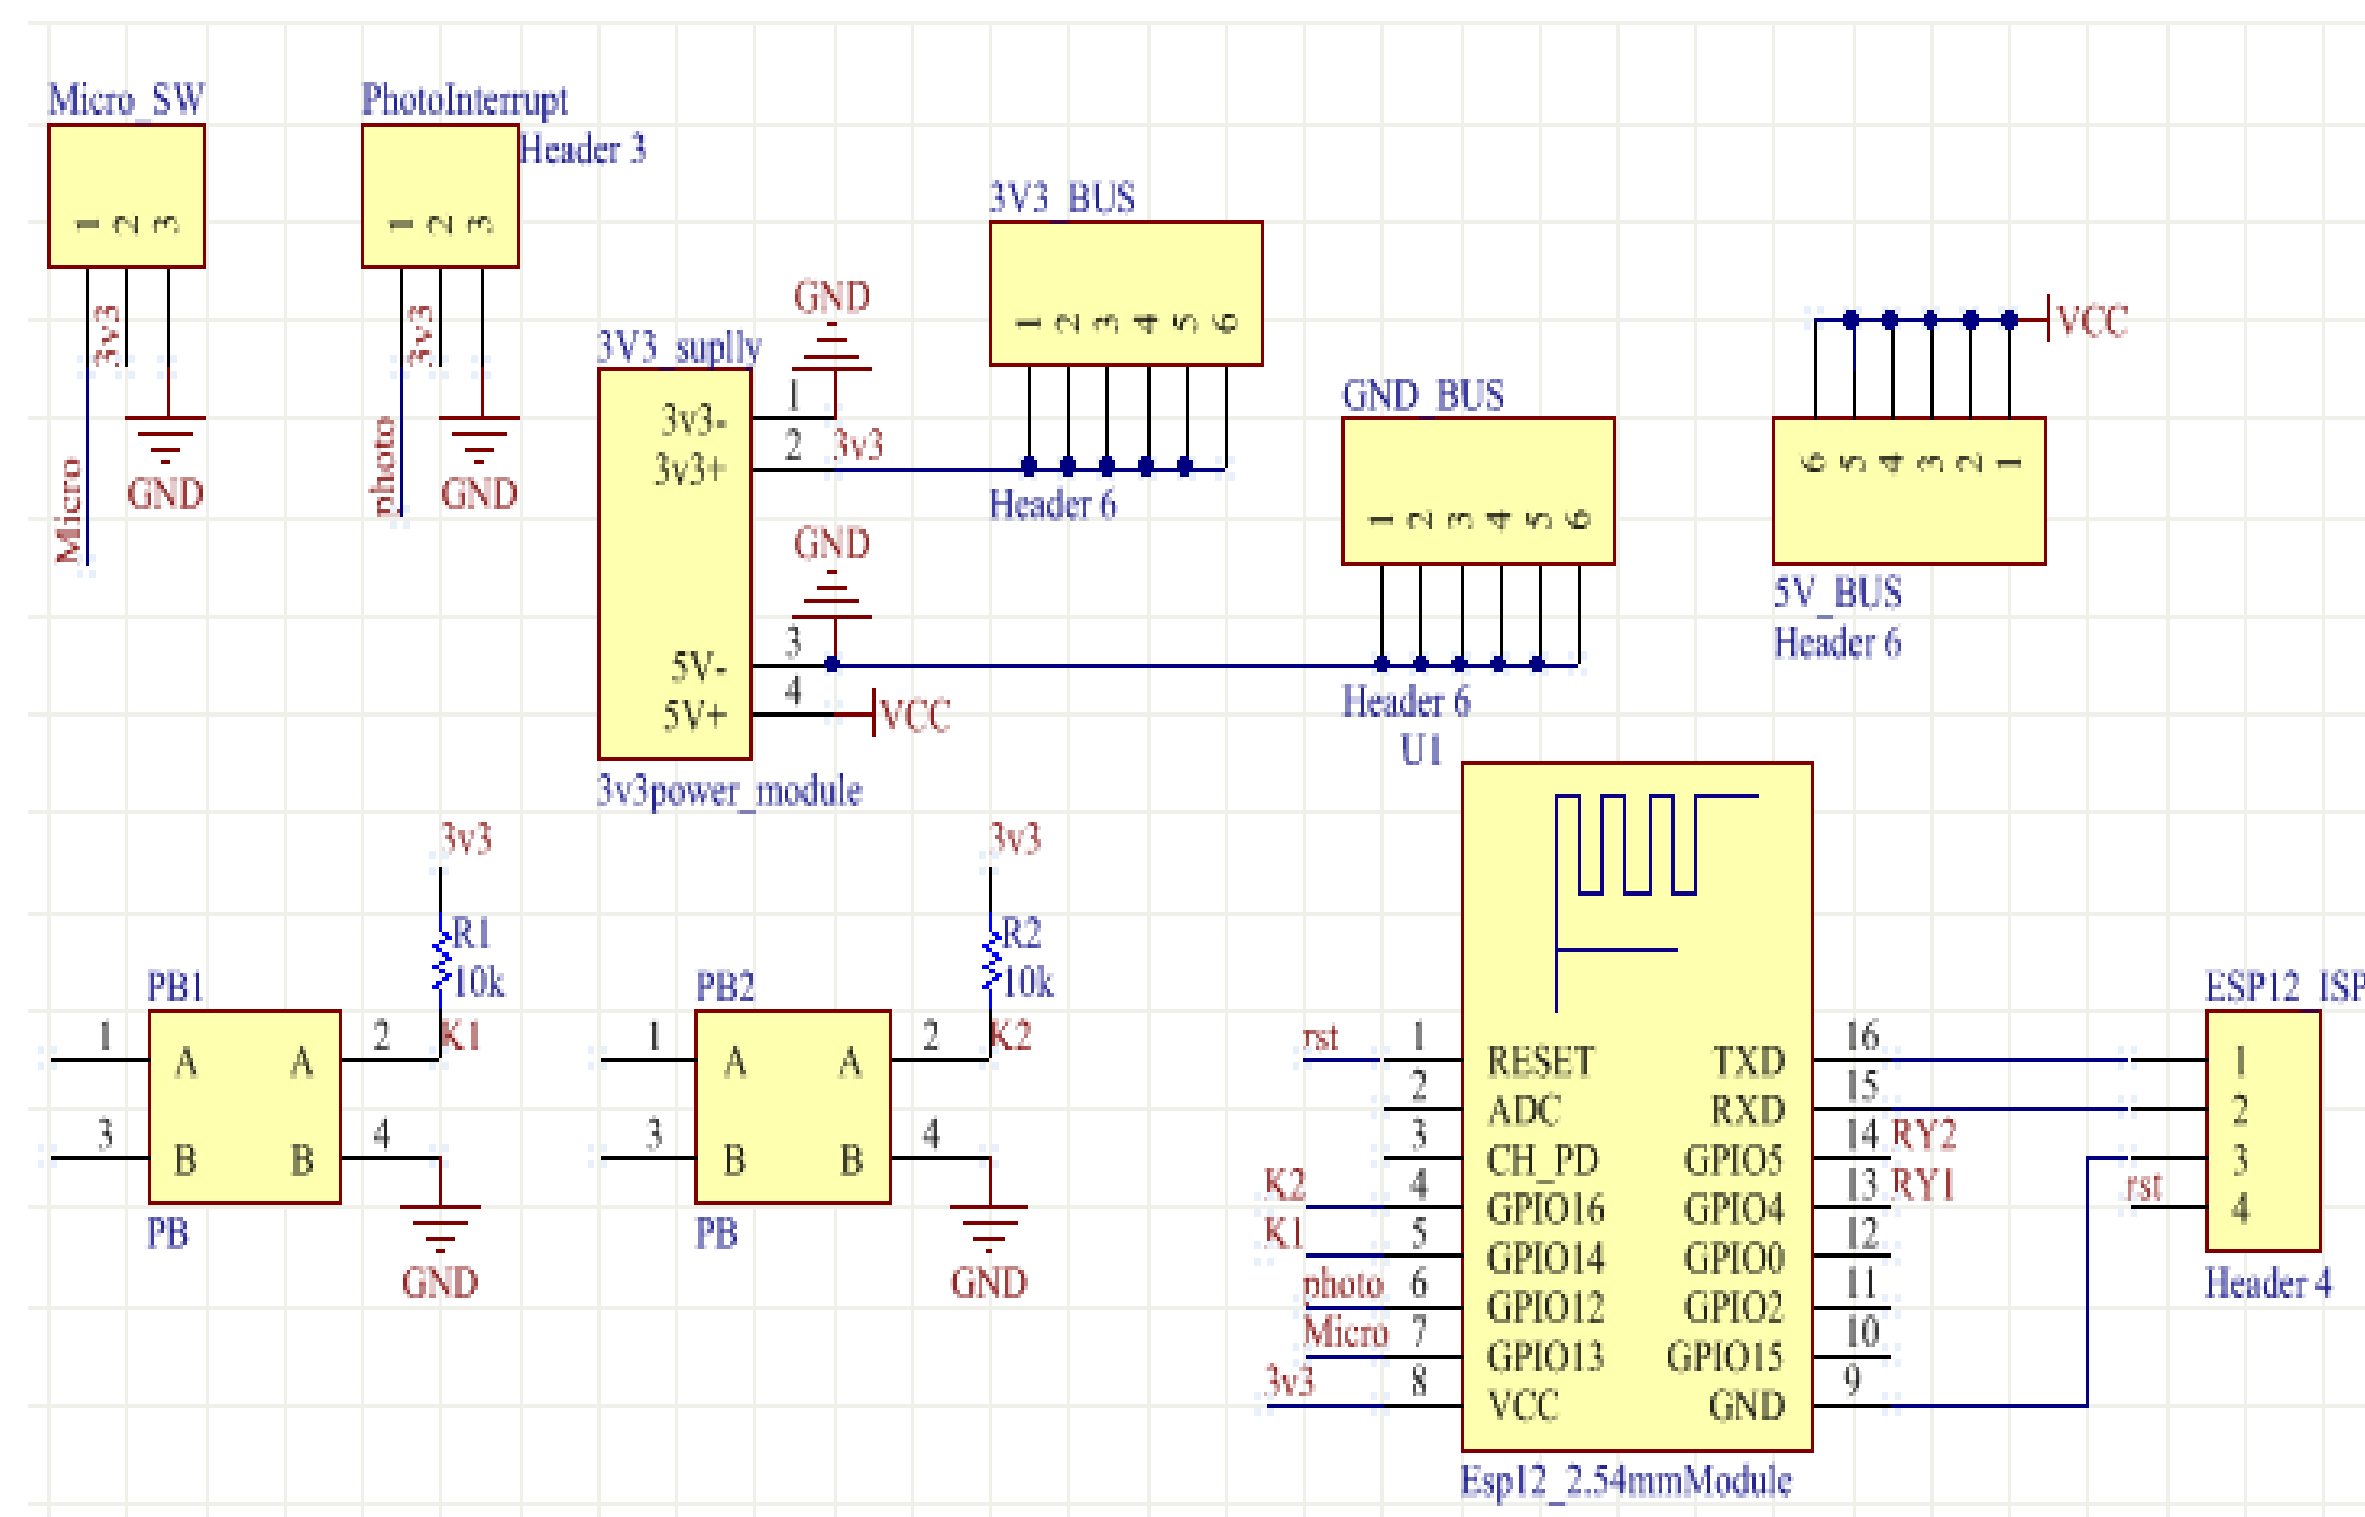 Micro_SW
1 2 3
3v3
Micro
GND
PhotoInterrupt
Header 3
1 2 3
3v3
photo
GND
3V3_suplly
3v3-
3v3+
5V-
5V+
1
2
3
4
GND
3v3
GND
VCC
3v3power_module
3V3_BUS
1 2 3 4 5 6
Header 6
GND_BUS
1 2 3 4 5 6
Header 6
VCC
6 5 4 3 2 1
5V_BUS
Header 6
3v3
R1
10k
PB1
1 A A 2 K1
3 B B 4
PB
GND
3v3
R2
10k
PB2
1 A A 2 K2
3 B B 4
PB
GND
U1
rst 1 RESET TXD 16
2 ADC RXD 15
3 CH_PD GPIO5 14 RY2
K2 4 GPIO16 GPIO4 13 RY1
K1 5 GPIO14 GPIO0 12
photo 6 GPIO12 GPIO2 11
Micro 7 GPIO13 GPIO15 10
3v3 8 VCC GND 9
Esp12_2.54mmModule
ESP12_ISP
1
2
3
rst 4
Header 4